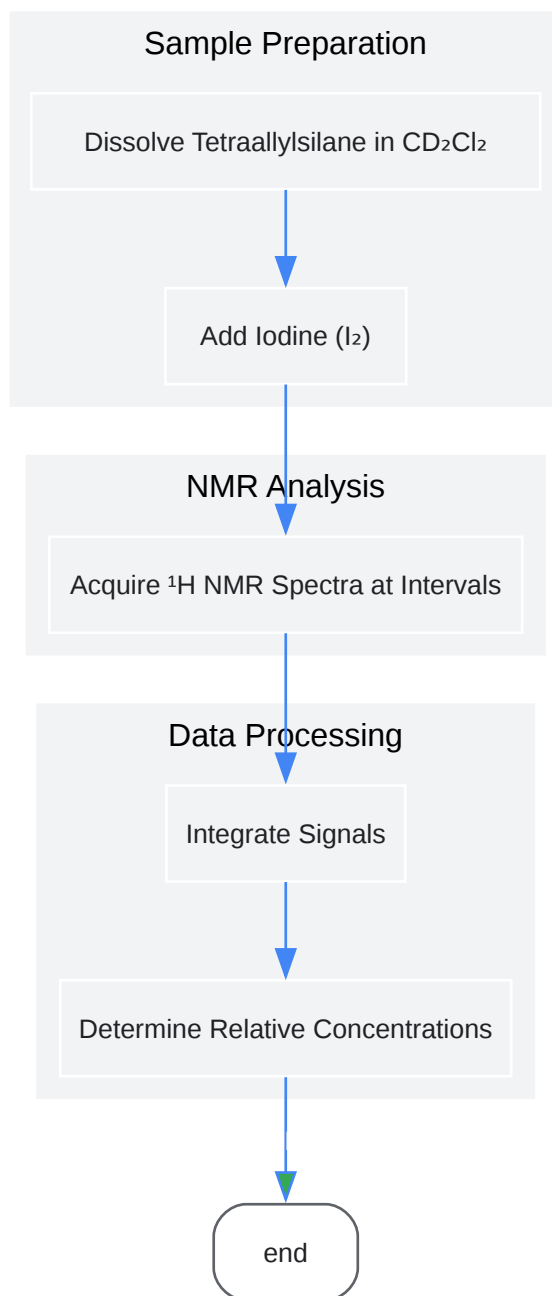 Sample Preparation
Dissolve Tetraallylsilane in CD₂Cl₂
Add Iodine (I₂)
NMR Analysis
Acquire ¹H NMR Spectra at Intervals
Data Processing
Integrate Signals
Determine Relative Concentrations
end